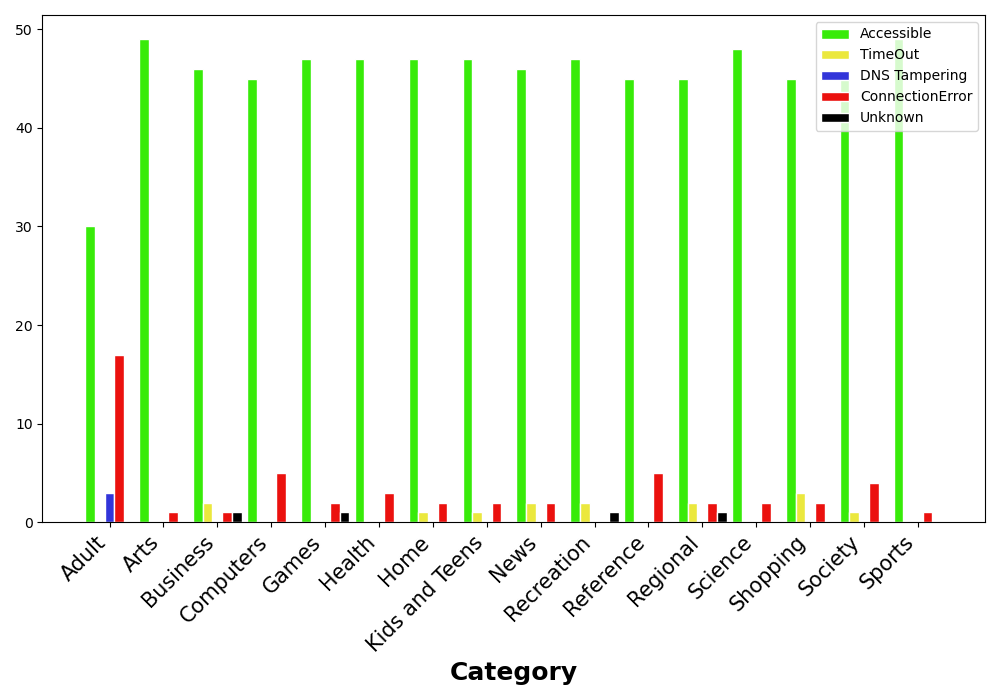 50
40
30
20
10
0
Accessible
TimeOut
DNS Tampering
ConnectionError
Unknown
Adult
Arts
Business
Computers
Games
Health
Home
Kids and Teens
News
Recreation
Reference
Regional
Science
Shopping
Society
Sports
Category